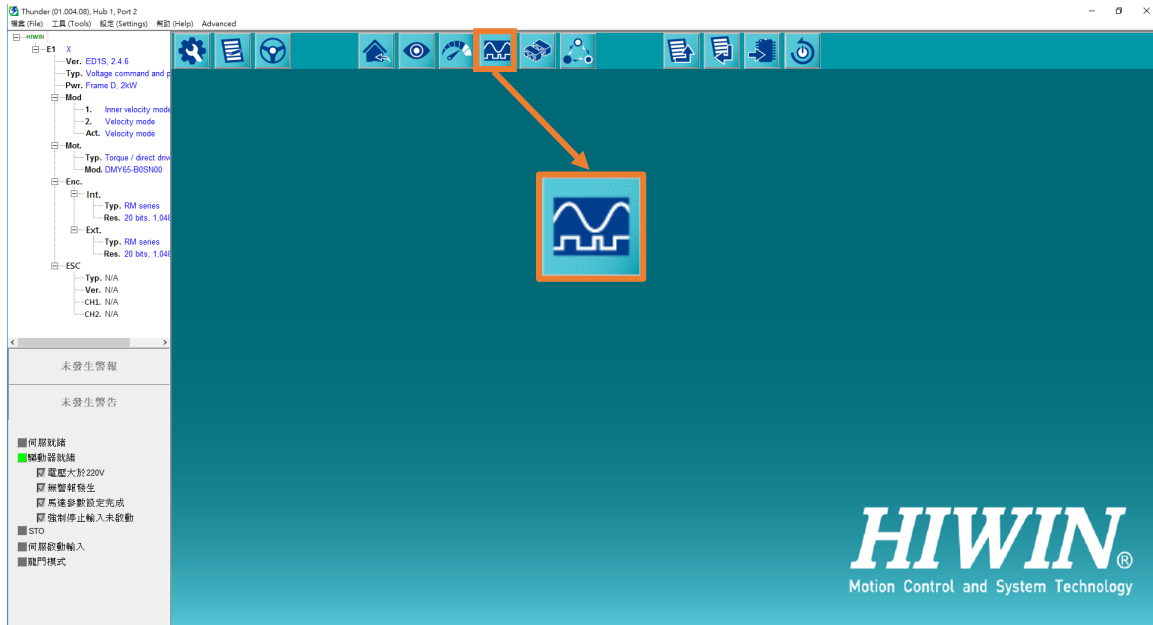 Thunder (01.004.08), Hub 1, Port 2
檔案 (File) 工具 (Tools) 設定 (Settings) 幫助 (Help) Advanced
HIWIN
E1 X
Ver. ED1S, 2.4.6
Typ. Voltage command and p
Pwr. Frame D, 2kW
Mod
1. Inner velocity mode
2. Velocity mode
Act. Velocity mode
Mot.
Typ. Torque / direct driv
Mod. DMY65-B0SN00
Enc.
Int.
Typ. RM series
Res. 20 bits, 1,048
Ext.
Typ. RM series
Res. 20 bits, 1,048
ESC
Typ. N/A
Ver. N/A
CH1. N/A
CH2. N/A
未發生警報
未發生警告
伺服就緒
驅動器就緒
電壓大於220V
無警報發生
馬達參數設定完成
強制停止輸入未啟動
STO
伺服啟動輸入
龍門模式
HIWIN®
Motion Control and System Technology